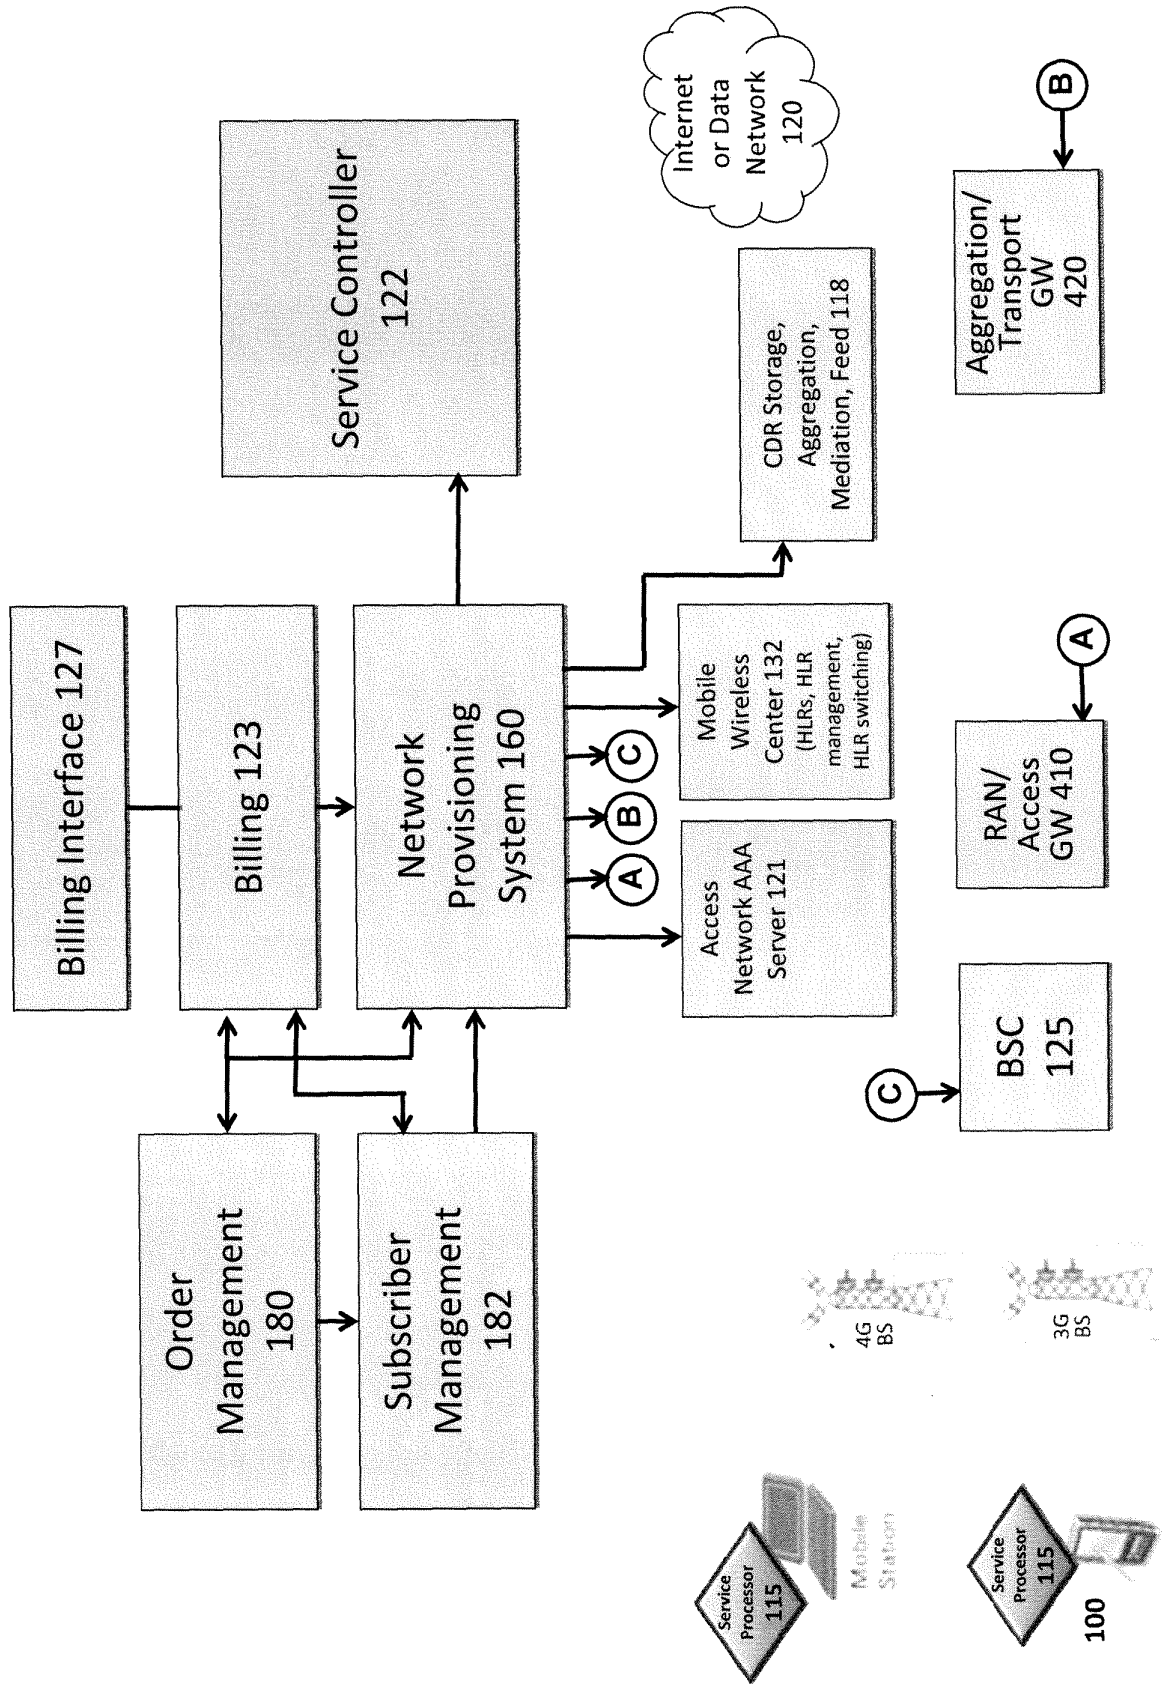 Billing Interface 127
Billing 123
Order
Management
180
Subscriber
Management
182
Network
Provisioning
System 160
Service Controller
122
A
B
C
Access
Network AAA
Server 121
Mobile
Wireless
Center 132
(HLRs, HLR
management,
HLR switching)
CDR Storage,
Aggregation,
Mediation, Feed 118
Internet
or Data
Network
120
Service
Processor
115
Mobile
Station
4G
BS
C
BSC
125
RAN/
Access
GW 410
A
Aggregation/
Transport
GW
420
B
Service
Processor
115
100
3G
BS